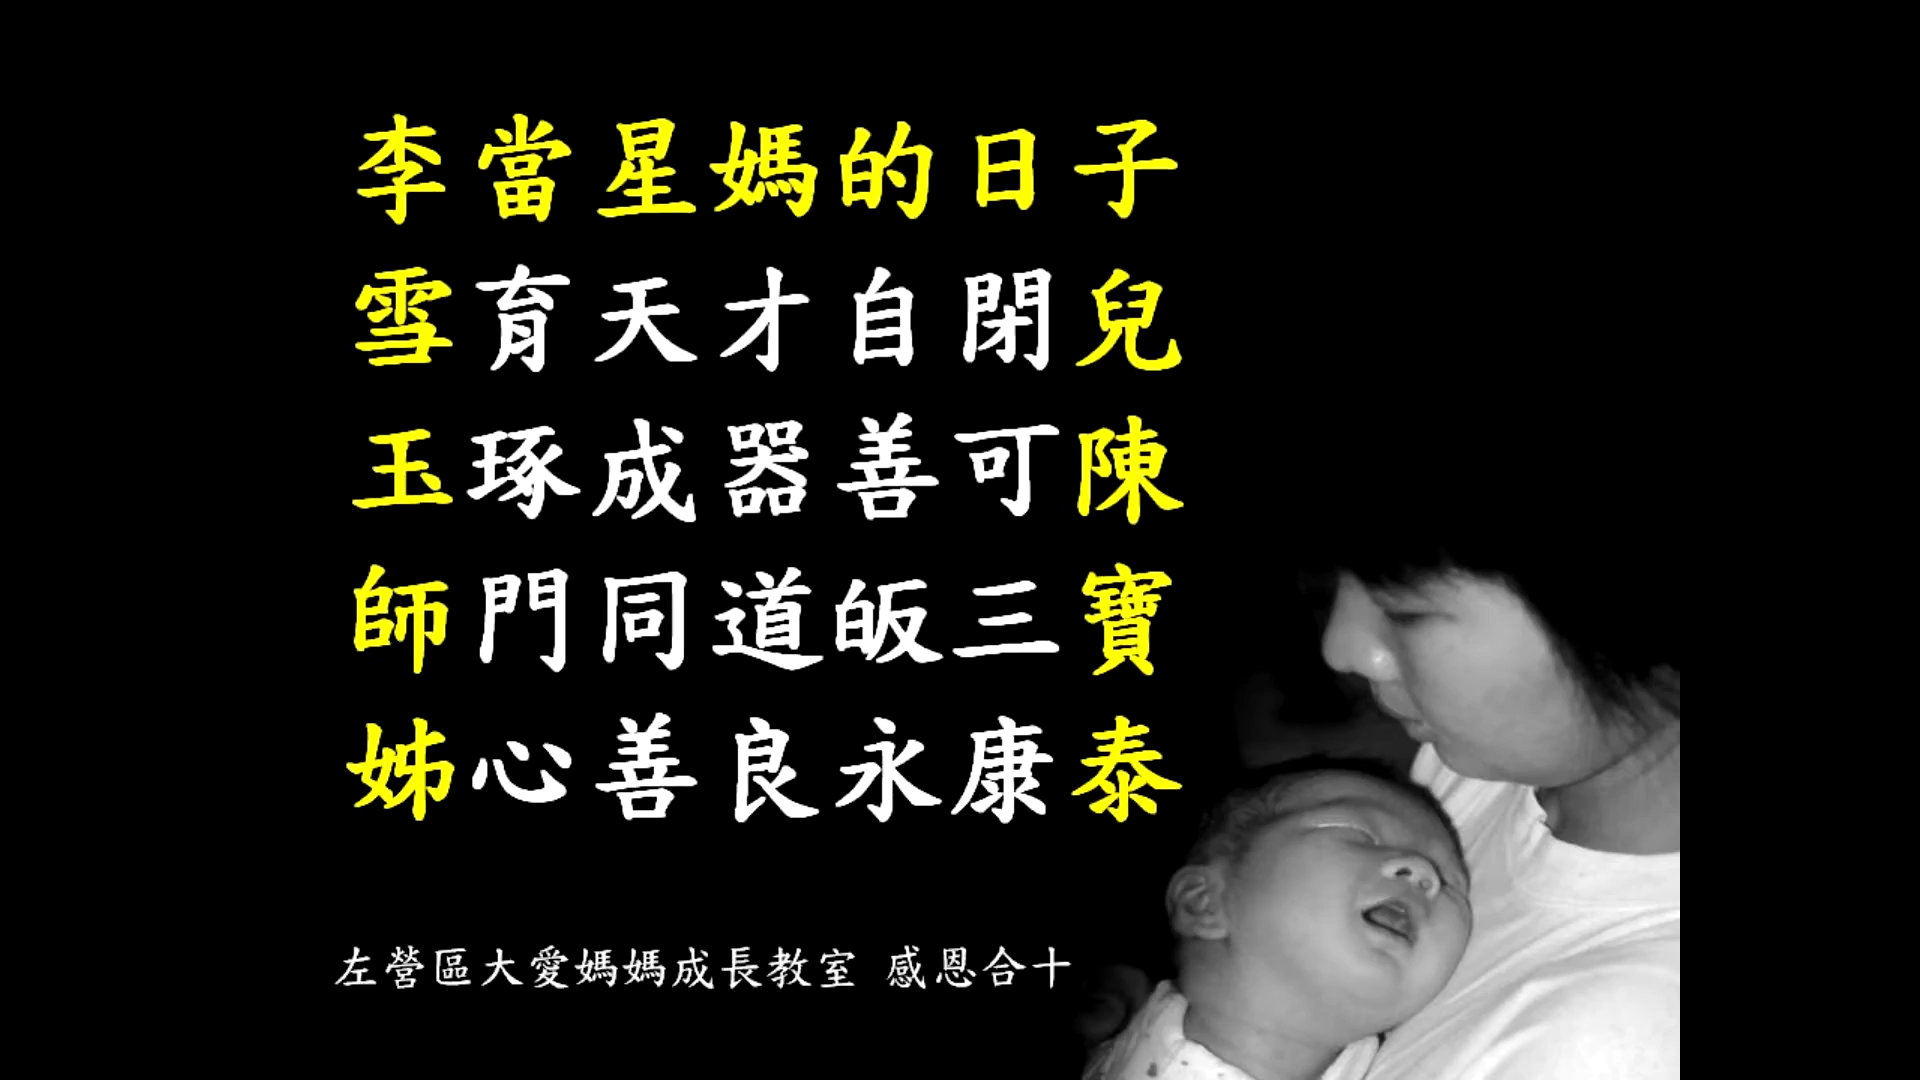 李當星媽的日子
雪育天才自閉兒
玉琢成器善可陳
師門同道皈三寶
姊心善良永康泰
左營區大愛媽媽成長教室 感恩合十